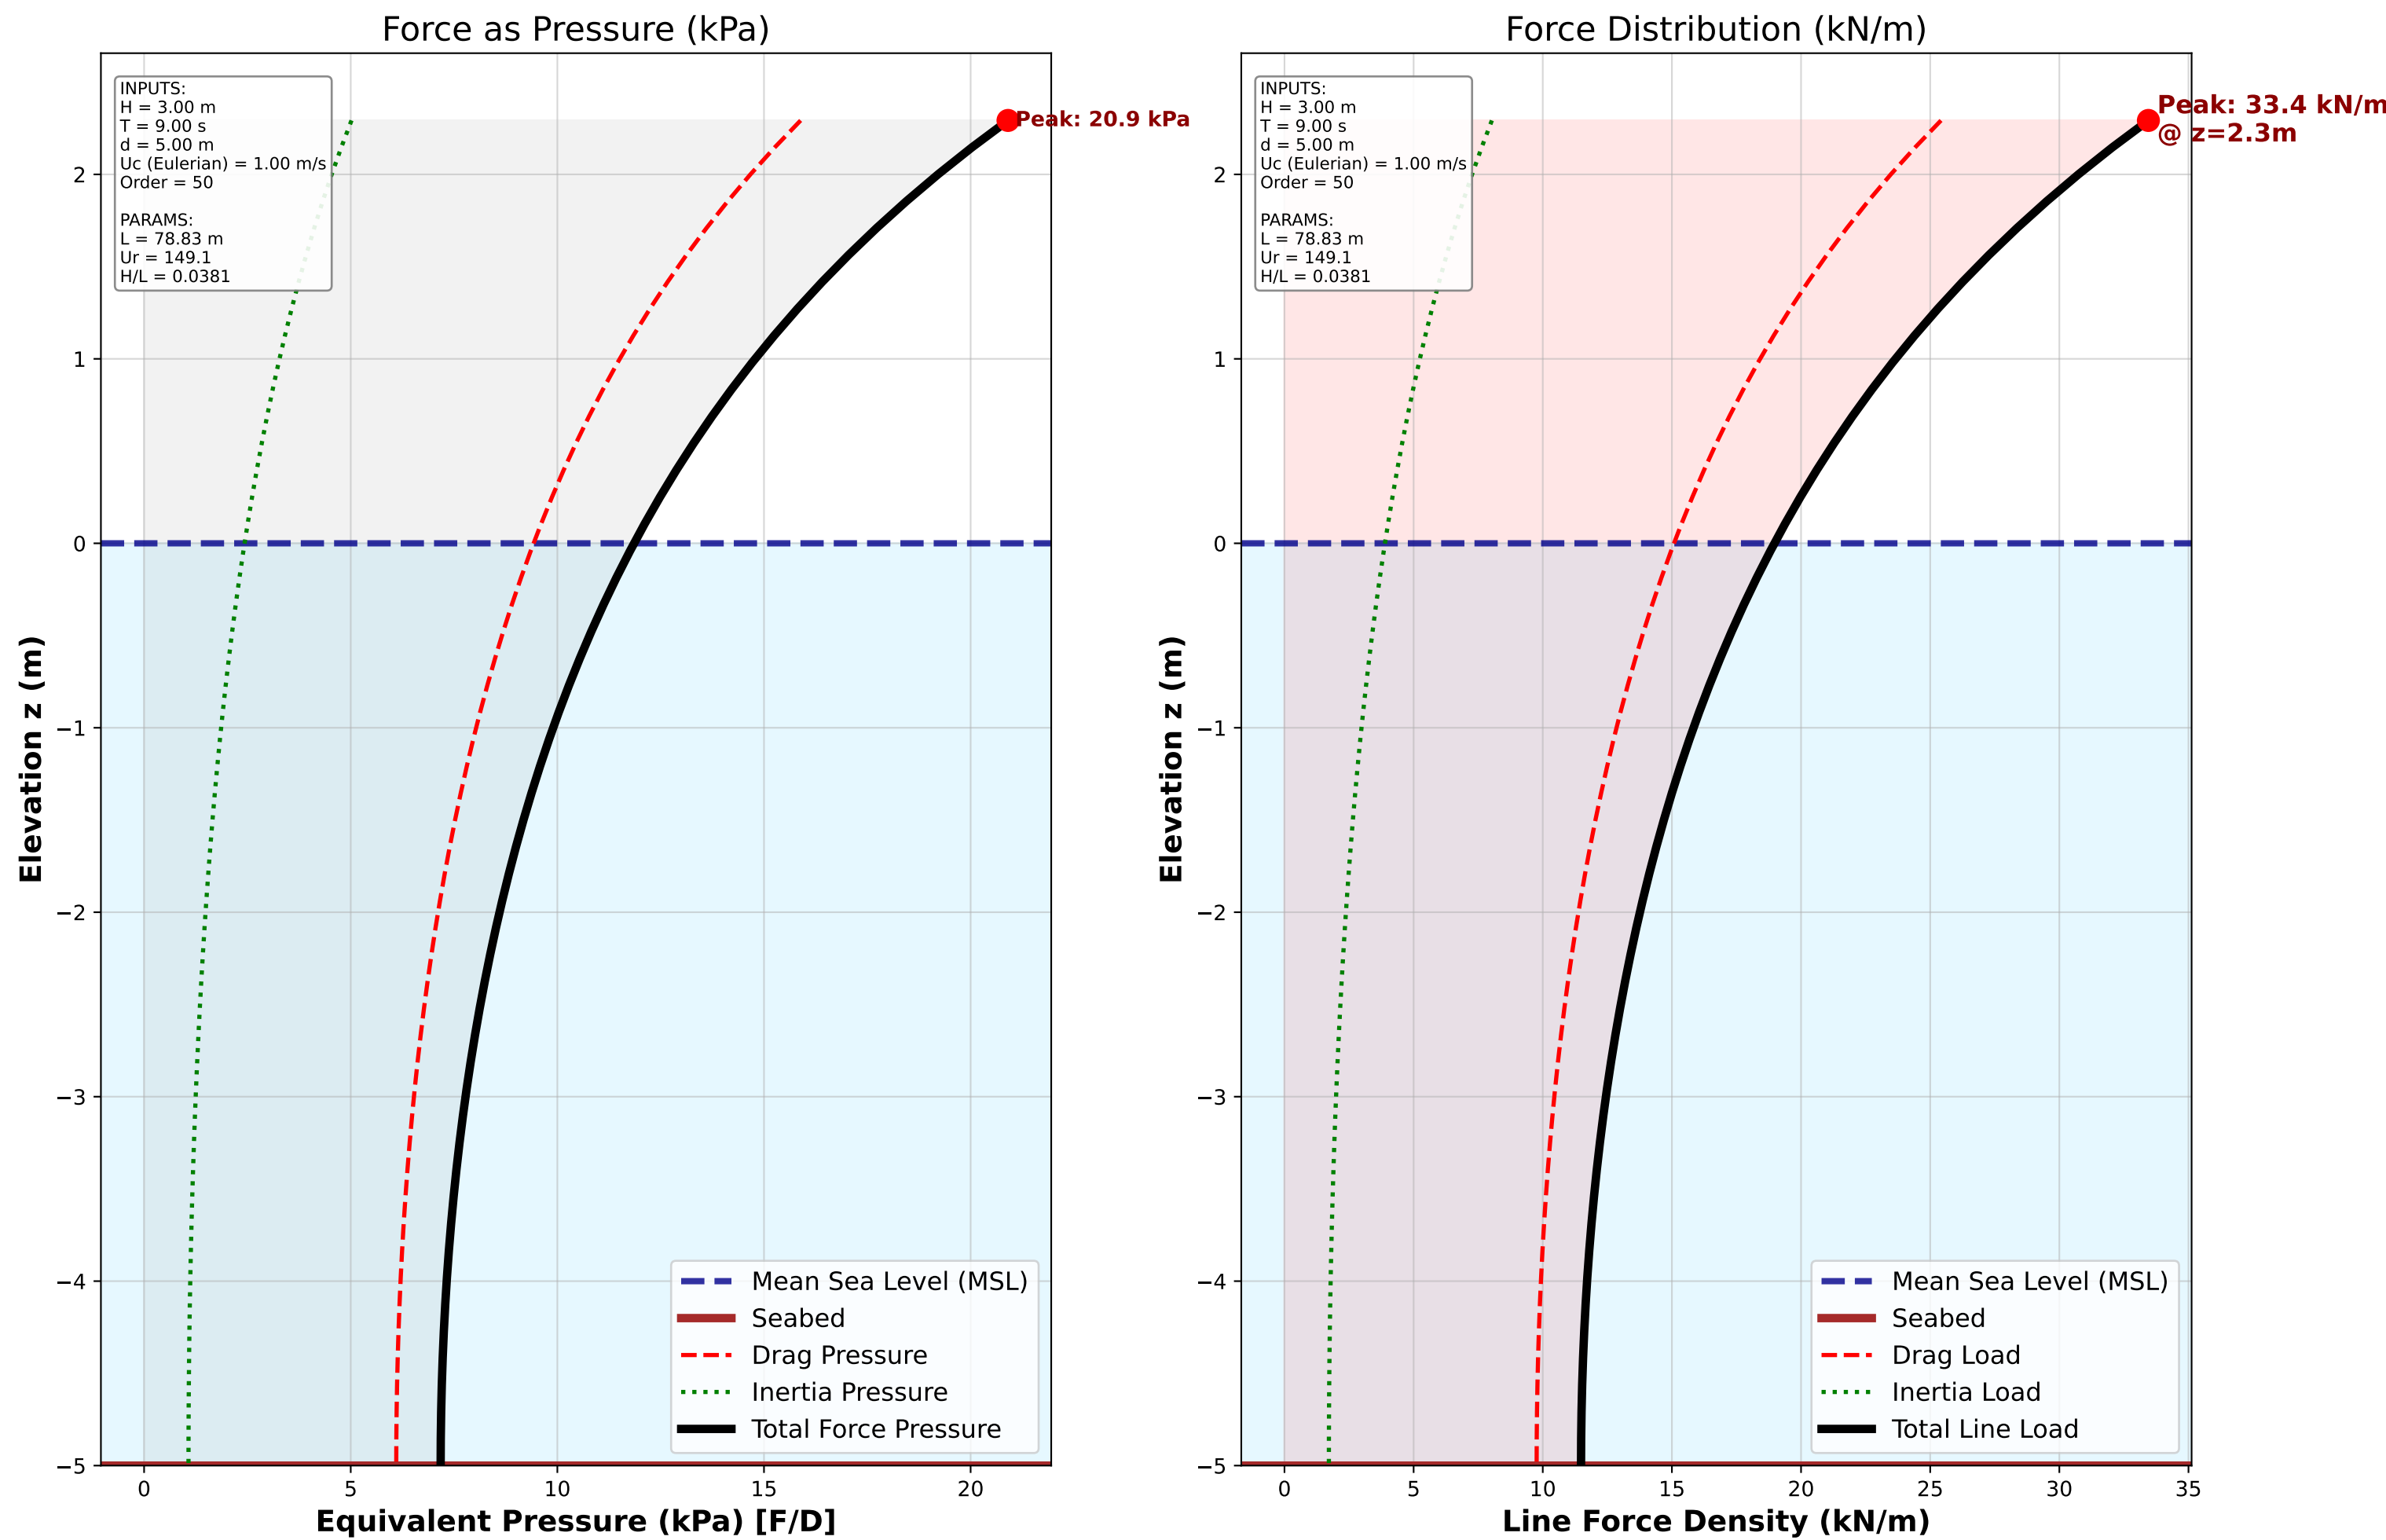 Force as Pressure (kPa)
INPUTS:
H = 3.00 m
T = 9.00 s
d = 5.00 m
Uc (Eulerian) = 1.00 m/s
Order = 50
PARAMS:
L = 78.83 m
Ur = 149.1
H/L = 0.0381
Peak: 20.9 kPa
2
1
0
−1
−2
−3
−4
−5
Elevation z (m)
Mean Sea Level (MSL)
Seabed
Drag Pressure
Inertia Pressure
Total Force Pressure
0 5 10 15 20
Equivalent Pressure (kPa) [F/D]
Force Distribution (kN/m)
INPUTS:
H = 3.00 m
T = 9.00 s
d = 5.00 m
Uc (Eulerian) = 1.00 m/s
Order = 50
PARAMS:
L = 78.83 m
Ur = 149.1
H/L = 0.0381
Peak: 33.4 kN/m
@ z=2.3m
2
1
0
−1
−2
−3
−4
−5
Elevation z (m)
Mean Sea Level (MSL)
Seabed
Drag Load
Inertia Load
Total Line Load
0 5 10 15 20 25 30 35
Line Force Density (kN/m)